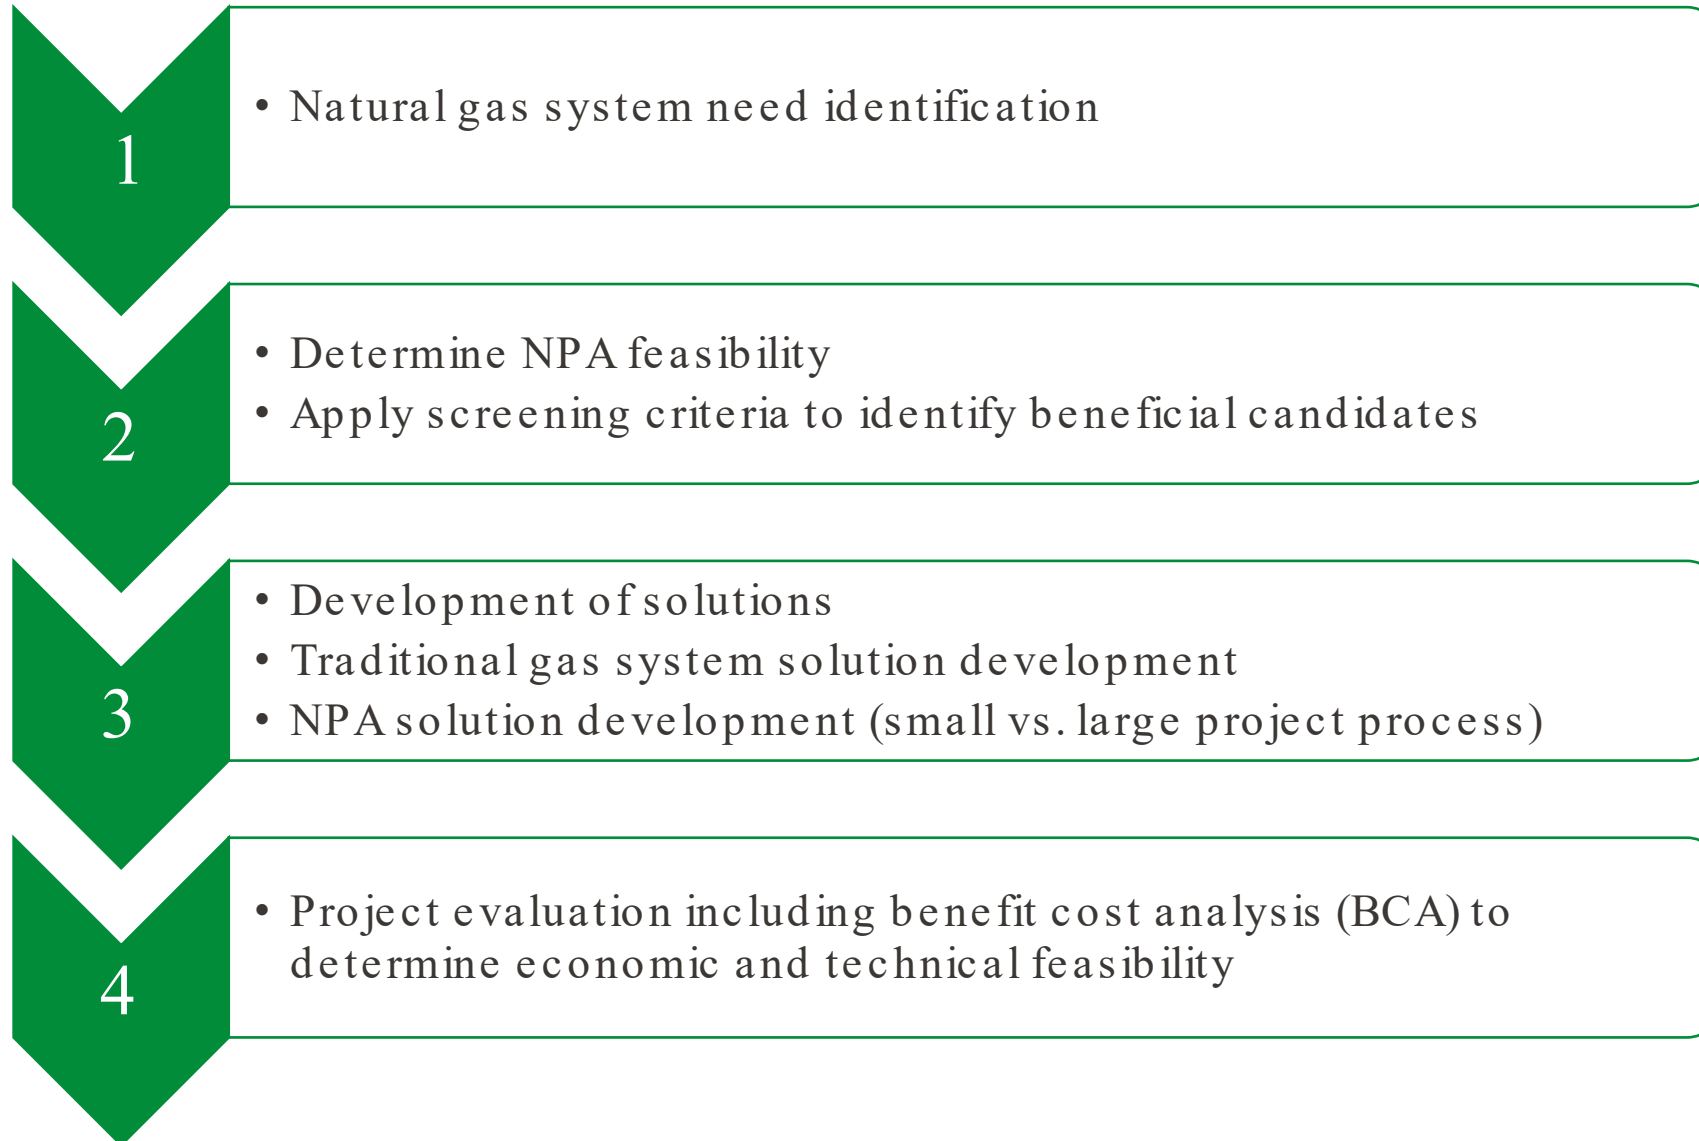 1
• Natural gas system need identification
2
• Determine NPA feasibility
• Apply screening criteria to identify beneficial candidates
3
• Development of solutions
• Traditional gas system solution development
• NPA solution development (small vs. large project process)
4
• Project evaluation including benefit cost analysis (BCA) to
determine economic and technical feasibility